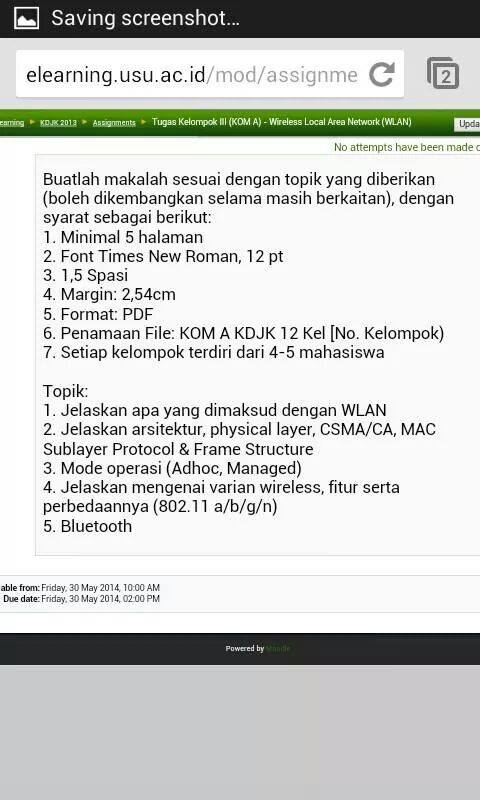 Saving screenshot...
elearning.usu.ac.id/mod/assignme
2
earning ► KDJK 2013 ► Assignments ► Tugas Kelompok III (KOM A) - Wireless Local Area Network (WLAN)
Upda
No attempts have been made o
Buatlah makalah sesuai dengan topik yang diberikan
(boleh dikembangkan selama masih berkaitan), dengan
syarat sebagai berikut:
1. Minimal 5 halaman
2. Font Times New Roman, 12 pt
3. 1,5 Spasi
4. Margin: 2,54cm
5. Format: PDF
6. Penamaan File: KOM A KDJK 12 Kel [No. Kelompok)
7. Setiap kelompok terdiri dari 4-5 mahasiswa
Topik:
1. Jelaskan apa yang dimaksud dengan WLAN
2. Jelaskan arsitektur, physical layer, CSMA/CA, MAC
Sublayer Protocol & Frame Structure
3. Mode operasi (Adhoc, Managed)
4. Jelaskan mengenai varian wireless, fitur serta
perbedaannya (802.11 a/b/g/n)
5. Bluetooth
able from: Friday, 30 May 2014, 10:00 AM
Due date: Friday, 30 May 2014, 02:00 PM
Powered by Moodle